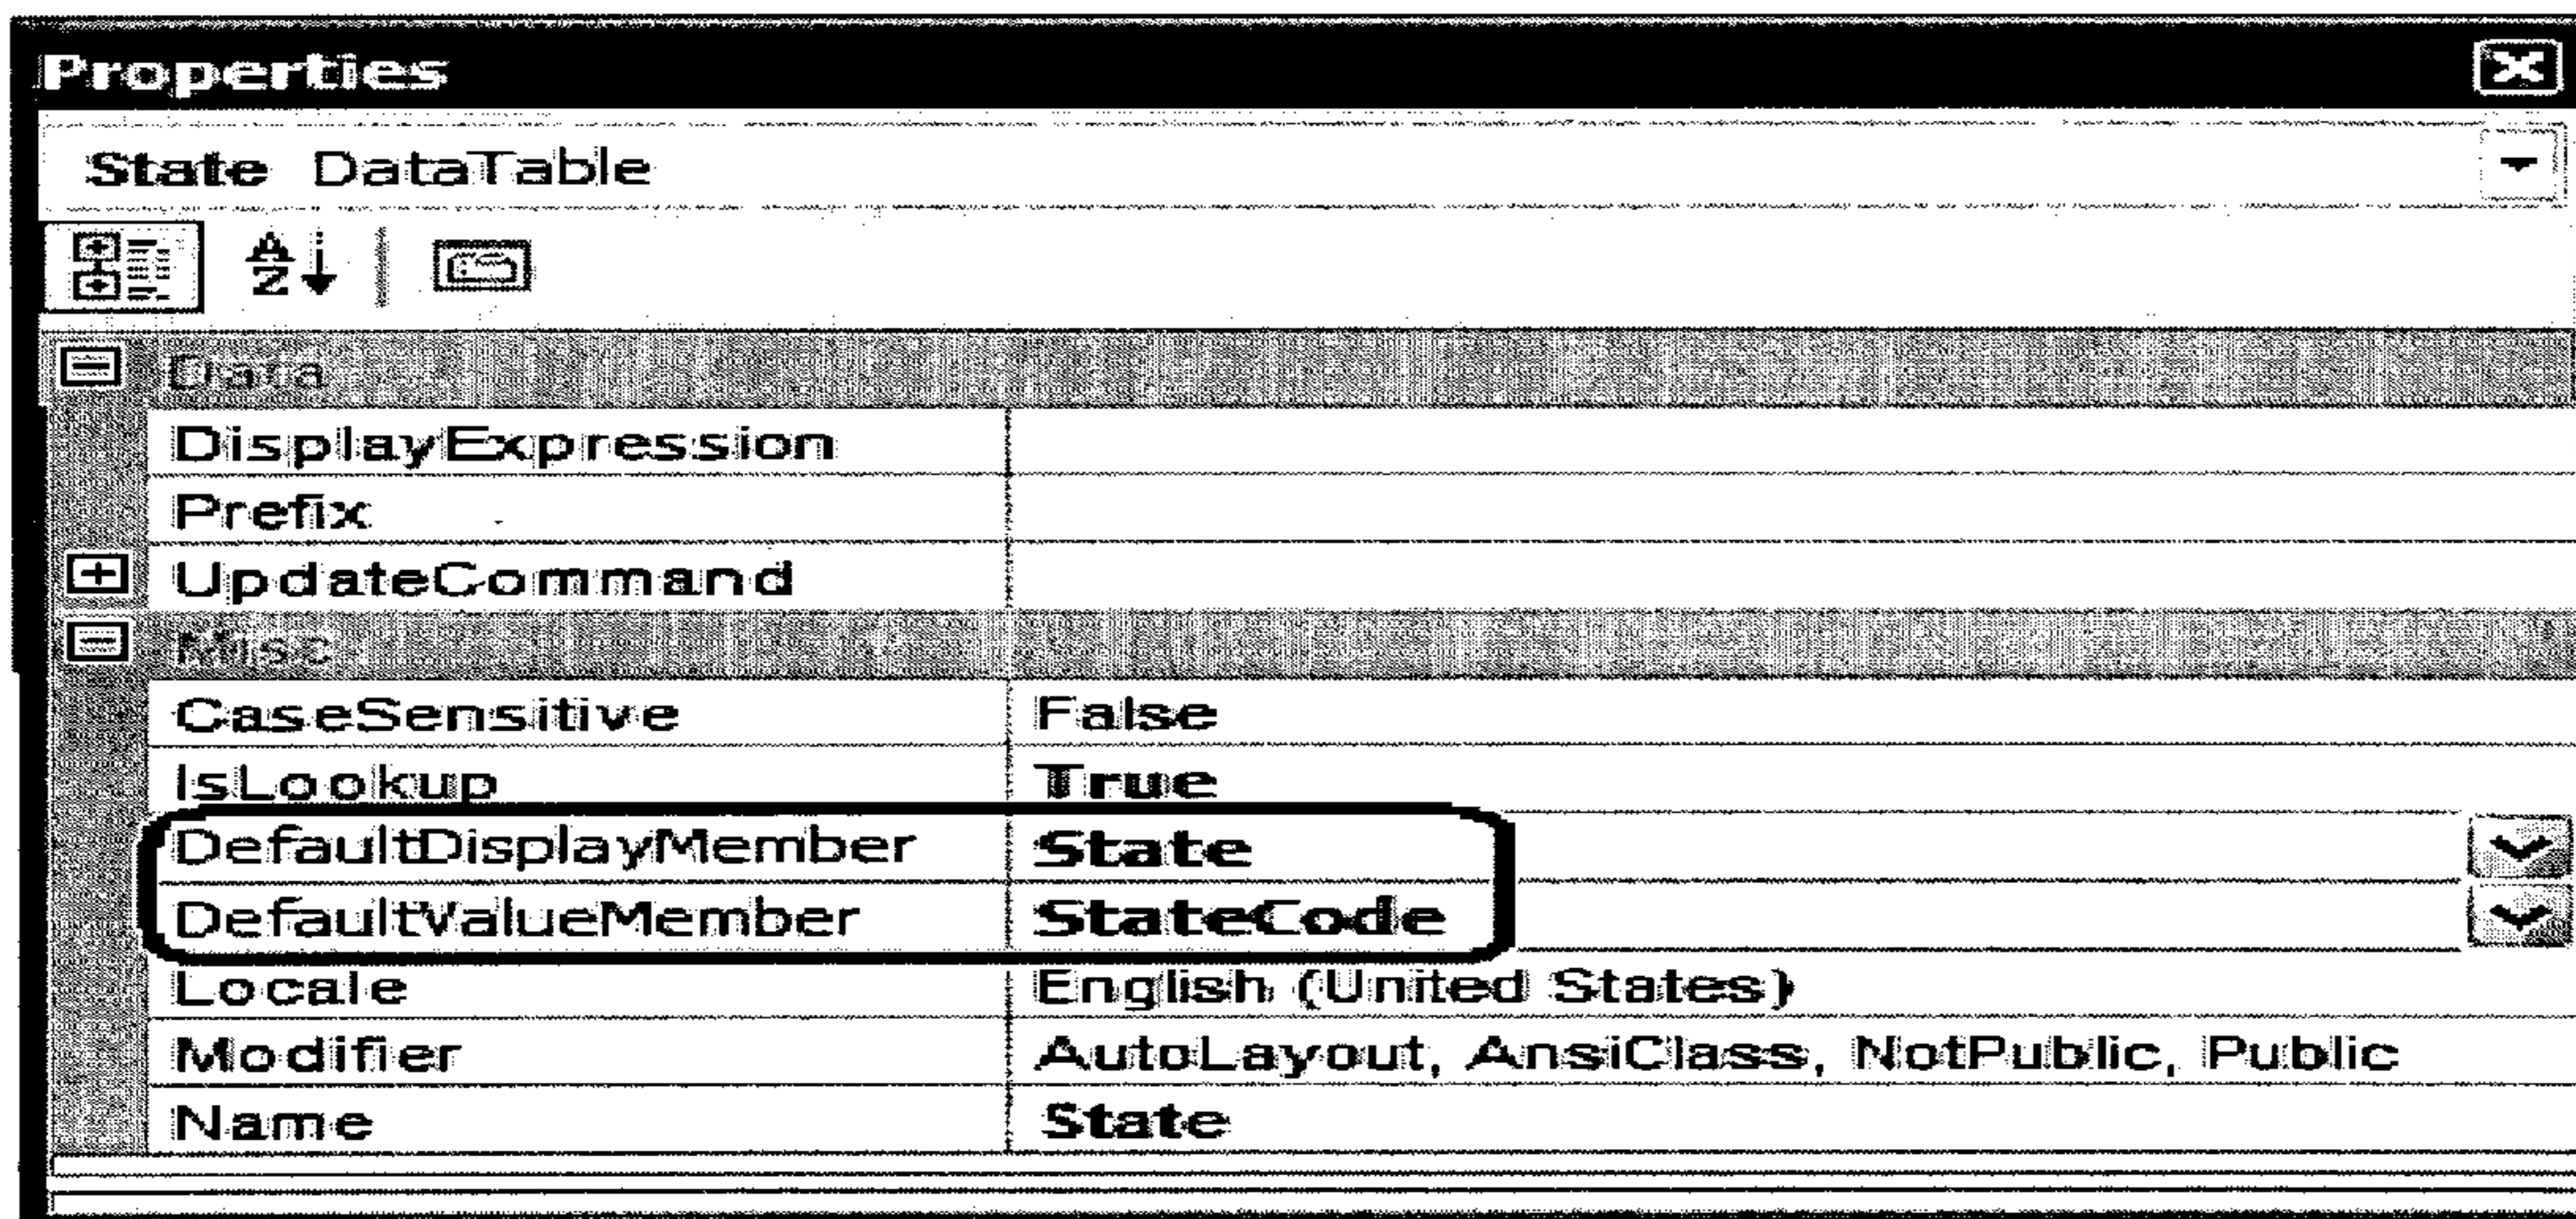 Properties
State DataTable
A
Z
Data
DisplayExpression
Prefix
UpdateCommand
Misc
CaseSensitive False
IsLookup True
DefaultDisplayMember State
DefaultValueMember StateCode
Locale English (United States)
Modifier AutoLayout, AnsiClass, NotPublic, Public
Name State